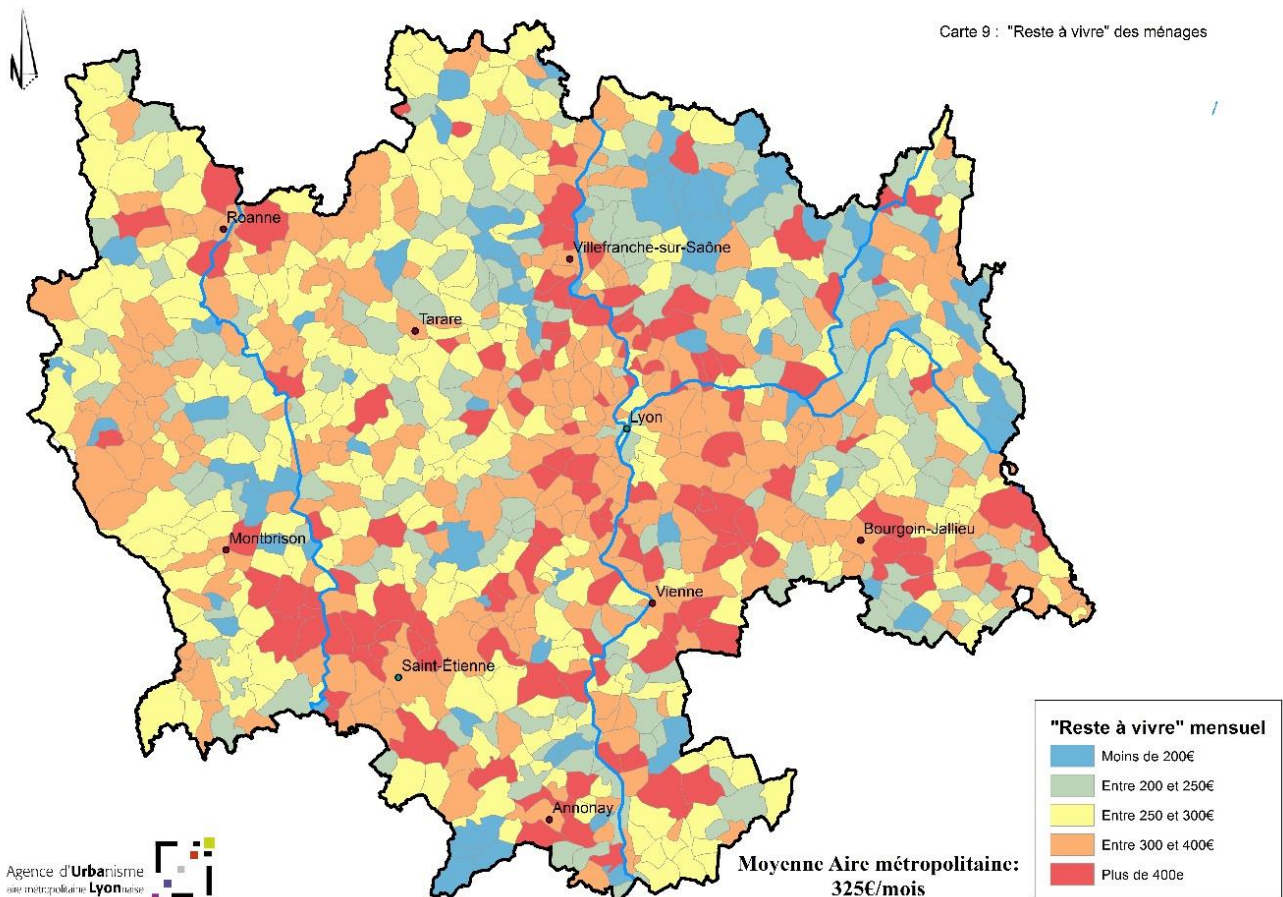 N
Carte 9 : "Reste à vivre" des ménages
Roanne
Villefranche-sur-Saône
Tarare
Lyon
Montbrison
Bourgoin-Jallieu
Vienne
Saint-Étienne
Annonay
"Reste à vivre" mensuel
Moins de 200€
Entre 200 et 250€
Entre 250 et 300€
Entre 300 et 400€
Plus de 400e
Moyenne Aire métropolitaine:
325€/mois
Agence d'Urbanisme
aire métropolitaine Lyonnaise